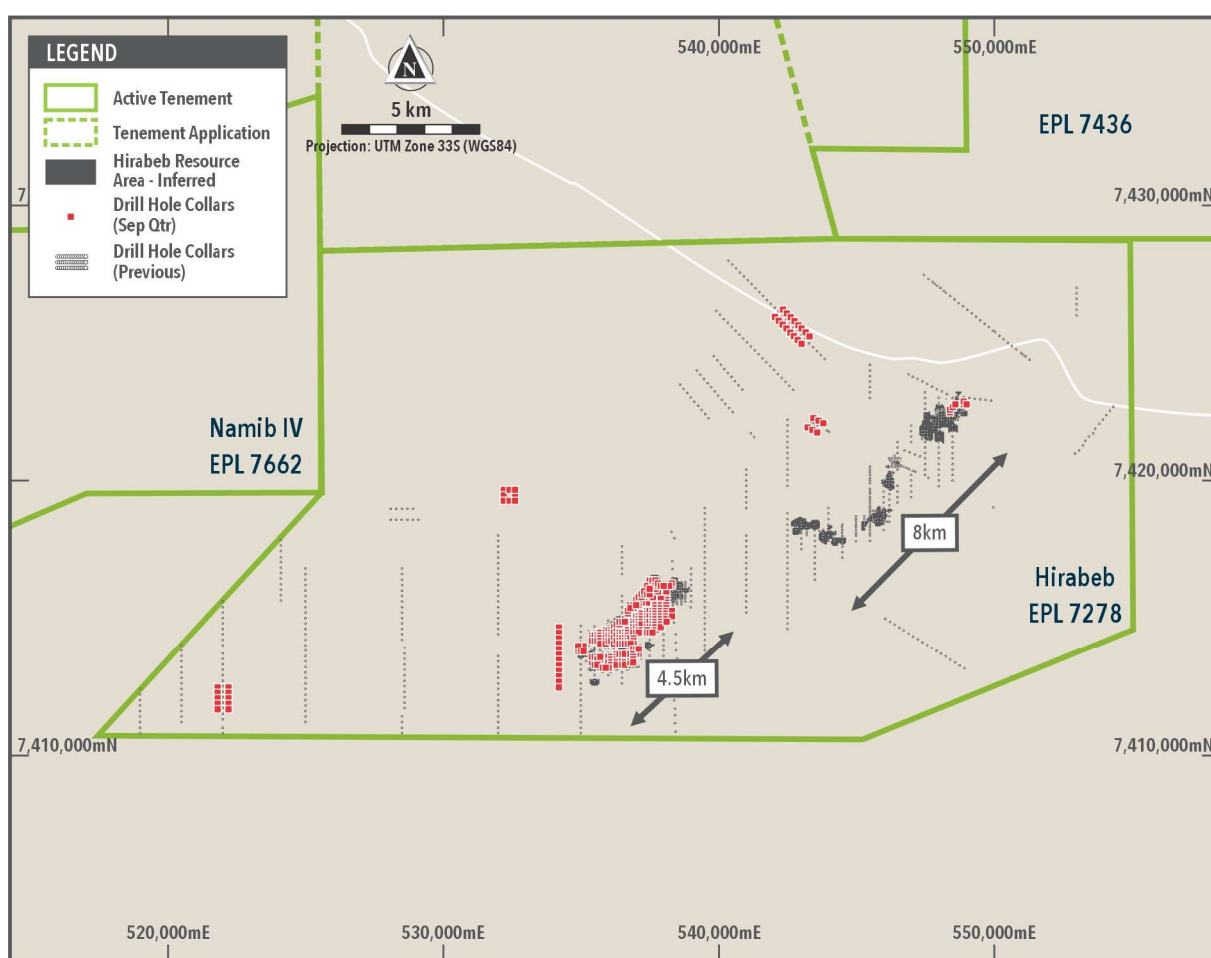 LEGEND
Active Tenement
Tenement Application
Hirabeb Resource
Area - Inferred
Drill Hole Collars
(Sep Qtr)
Drill Hole Collars
(Previous)
N
5 km
Projection: UTM Zone 33S (WGS84)
540,000mE
550,000mE
EPL 7436
7,430,000mN
Namib IV
EPL 7662
7,420,000mN
8km
Hirabeb
EPL 7278
4.5km
7,410,000mN
7,410,000mN
520,000mE
530,000mE
540,000mE
550,000mE